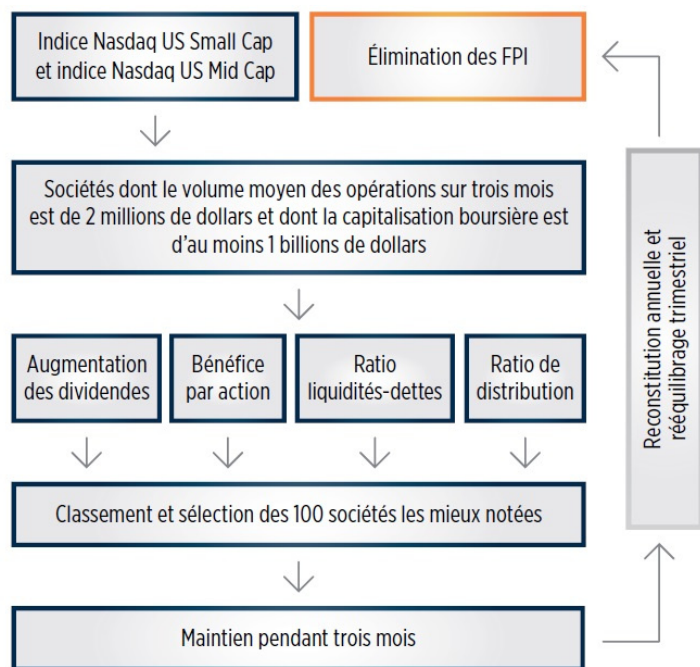 Indice Nasdaq US Small Cap
et indice Nasdaq US Mid Cap
Élimination des FPI
Sociétés dont le volume moyen des opérations sur trois mois
est de 2 millions de dollars et dont la capitalisation boursière est
d’au moins 1 billions de dollars
Augmentation
des dividendes
Bénéfice
par action
Ratio
liquidités-dettes
Ratio de
distribution
Classement et sélection des 100 sociétés les mieux notées
Maintien pendant trois mois
Reconstitution annuelle et
rééquilibrage trimestriel